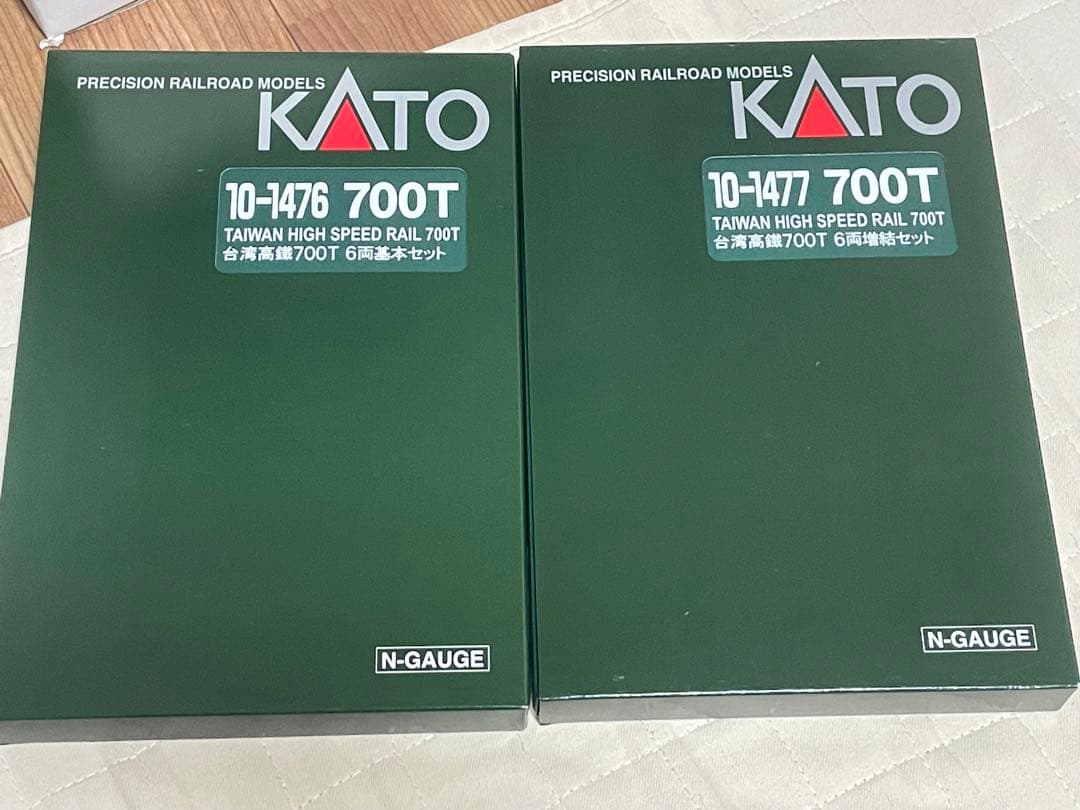 PRECISION RAILROAD MODELS
KATO
10-1476 700T
TAIWAN HIGH SPEED RAIL 700T
台湾高鐵700T 6両基本セット
N-GAUGE
PRECISION RAILROAD MODELS
KATO
10-1477 700T
TAIWAN HIGH SPEED RAIL 700T
台湾高鐵700T 6両増結セット
N-GAUGE